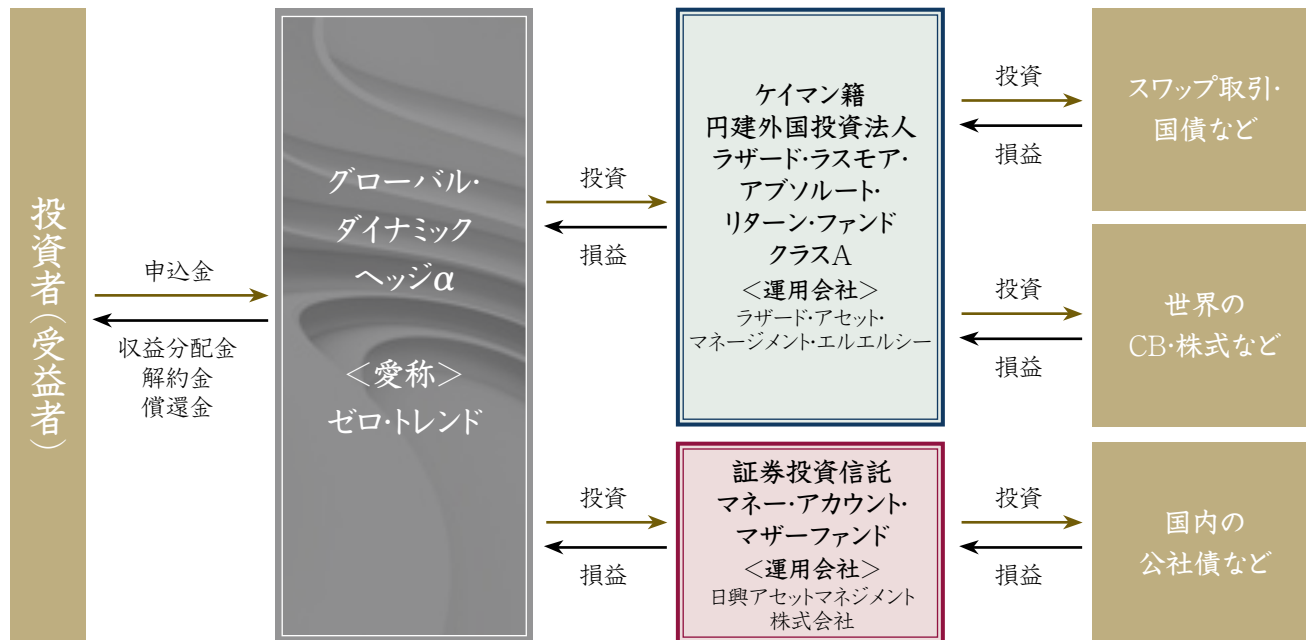 投資者(受益者)
申込金
収益分配金
解約金
償還金
グローバル・
ダイナミック
ヘッジα
＜愛称＞
ゼロ・トレンド
投資
損益
投資
損益
ケイマン籍
円建外国投資法人
ラザード・ラスモア・
アブソルート・
リターン・ファンド
クラスA
＜運用会社＞
ラザード・アセット・
マネージメント・エルエルシー
証券投資信託
マネー・アカウント・
マザーファンド
＜運用会社＞
日興アセットマネジメント
株式会社
投資
損益
投資
損益
投資
損益
スワップ取引・
国債など
世界の
CB・株式など
国内の
公社債など